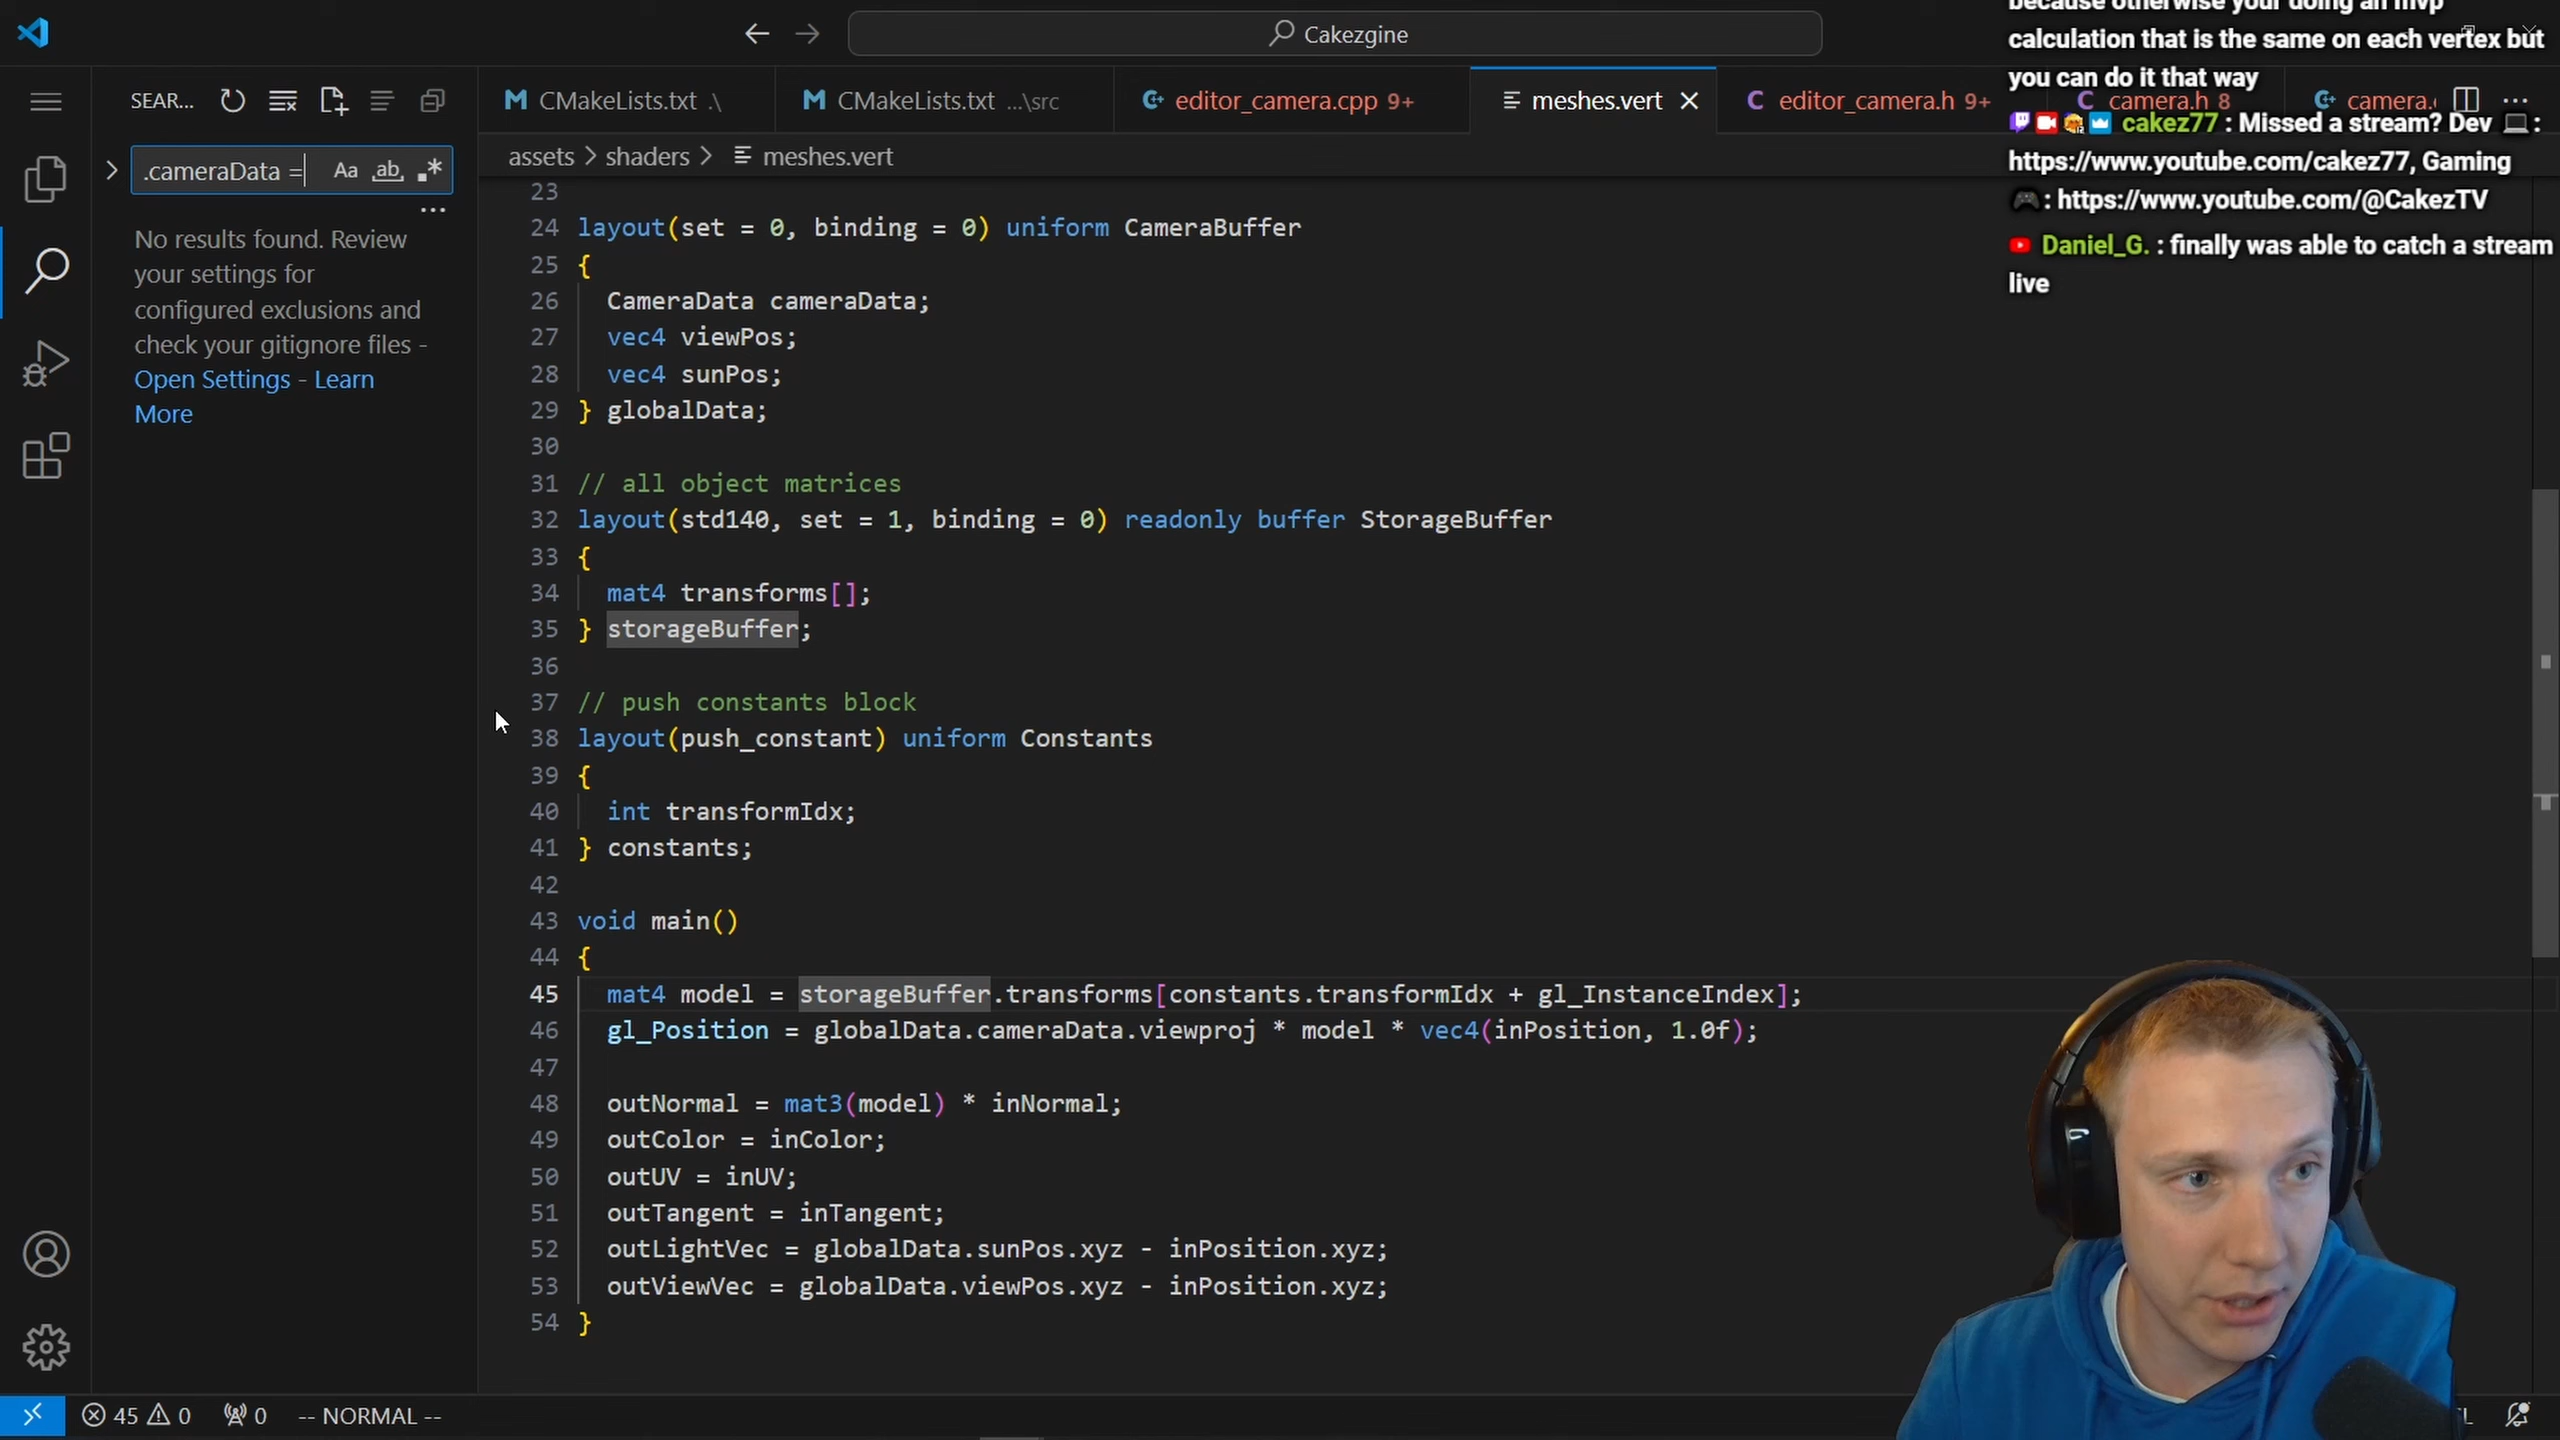 Cakezgine
SEAR...
.cameraData =
Aa
ab
.*
No results found. Review
your settings for
configured exclusions and
check your gitignore files -
Open Settings - Learn
More
CMakeLists.txt .\
CMakeLists.txt ...\src
editor_camera.cpp 9+
meshes.vert
editor_camera.h 9+
camera.h 8
assets > shaders > meshes.vert
23
24 layout(set = 0, binding = 0) uniform CameraBuffer
25 {
26 CameraData cameraData;
27 vec4 viewPos;
28 vec4 sunPos;
29 } globalData;
30
31 // all object matrices
32 layout(std140, set = 1, binding = 0) readonly buffer StorageBuffer
33 {
34 mat4 transforms[];
35 } storageBuffer;
36
37 // push constants block
38 layout(push_constant) uniform Constants
39 {
40 int transformIdx;
41 } constants;
42
43 void main()
44 {
45 mat4 model = storageBuffer.transforms[constants.transformIdx + gl_InstanceIndex];
46 gl_Position = globalData.cameraData.viewproj * model * vec4(inPosition, 1.0f);
47
48 outNormal = mat3(model) * inNormal;
49 outColor = inColor;
50 outUV = inUV;
51 outTangent = inTangent;
52 outLightVec = globalData.sunPos.xyz - inPosition.xyz;
53 outViewVec = globalData.viewPos.xyz - inPosition.xyz;
54 }
because otherwise your doing an mvp
calculation that is the same on each vertex but
you can do it that way
cakez77 : Missed a stream? Dev 💻 :
https://www.youtube.com/cakez77, Gaming
🎮 : https://www.youtube.com/@CakezTV
Daniel_G. : finally was able to catch a stream
live
45 0 0 -- NORMAL --